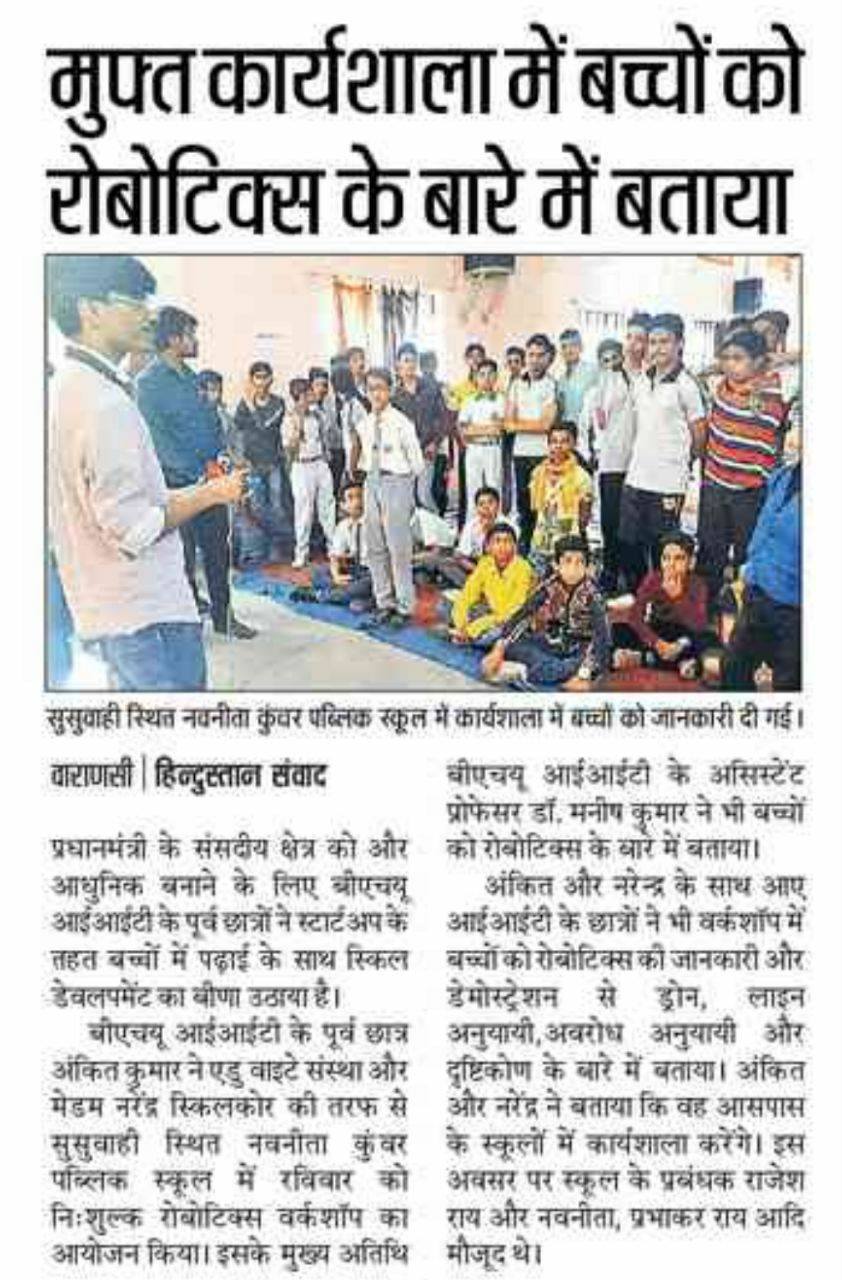 मुफ्त कार्यशाला में बच्चों को
रोबोटिक्स के बारे में बताया
सुसुवाही स्थित नवनीता कुंवर पब्लिक स्कूल में कार्यशाला में बच्चों को जानकारी दी गई।
वाराणसी | हिन्दुस्तान संवाद
प्रधानमंत्री के संसदीय क्षेत्र को और
आधुनिक बनाने के लिए बीएचयू
आईआईटी के पूर्व छात्रों ने स्टार्टअप के
तहत बच्चों में पढ़ाई के साथ स्किल
डेवलपमेंट का बीणा उठाया है।
बीएचयू आईआईटी के पूर्व छात्र
अंकित कुमार ने एडु वाइटे संस्था और
मेडम नरेंद्र स्किलकोर की तरफ से
सुसुवाही स्थित नवनीता कुंवर
पब्लिक स्कूल में रविवार को
निःशुल्क रोबोटिक्स वर्कशॉप का
आयोजन किया। इसके मुख्य अतिथि
बीएचयू आईआईटी के असिस्टेंट
प्रोफेसर डॉ. मनीष कुमार ने भी बच्चों
को रोबोटिक्स के बारे में बताया।
अंकित और नरेन्द्र के साथ आए
आईआईटी के छात्रों ने भी वर्कशॉप में
बच्चों को रोबोटिक्स की जानकारी और
डेमोस्ट्रेशन से ड्रोन, लाइन
अनुयायी,अवरोध अनुयायी और
दृष्टिकोण के बारे में बताया। अंकित
और नरेंद्र ने बताया कि वह आसपास
के स्कूलों में कार्यशाला करेंगे। इस
अवसर पर स्कूल के प्रबंधक राजेश
राय और नवनीता, प्रभाकर राय आदि
मौजूद थे।